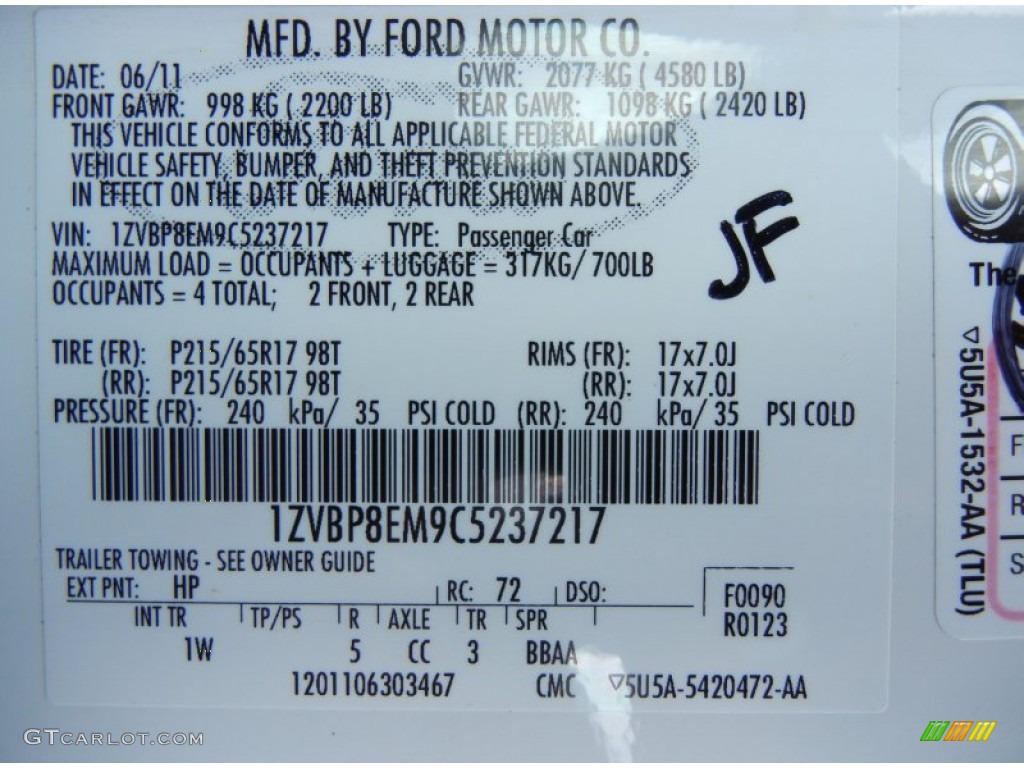 MFD. BY FORD MOTOR CO.
DATE: 06/11 GVWR: 2077 KG ( 4580 LB)
FRONT GAWR: 998 KG ( 2200 LB) REAR GAWR: 1098 KG ( 2420 LB)
THIS VEHICLE CONFORMS TO ALL APPLICABLE FEDERAL MOTOR
VEHICLE SAFETY, BUMPER, AND THEFT PREVENTION STANDARDS
IN EFFECT ON THE DATE OF MANUFACTURE SHOWN ABOVE.
VIN: 1ZVBP8EM9C5237217 TYPE: Passenger Car
MAXIMUM LOAD = OCCUPANTS + LUGGAGE = 317KG/ 700LB
OCCUPANTS = 4 TOTAL; 2 FRONT, 2 REAR
JF
TIRE (FR): P215/65R17 98T RIMS (FR): 17x7.0J
(RR): P215/65R17 98T (RR): 17x7.0J
PRESSURE (FR): 240 kPa/ 35 PSI COLD (RR): 240 kPa/ 35 PSI COLD
1ZVBP8EM9C5237217
TRAILER TOWING - SEE OWNER GUIDE
EXT PNT: HP RC: 72 DSO:
INT TR TP/PS R AXLE TR SPR F0090
R0123
1W 5 CC 3 BBAA
1201106303467 CMC ▽5U5A-5420472-AA
The
▽5U5A-1532-AA (TLU)
F
R
S
GTCARLOT.COM